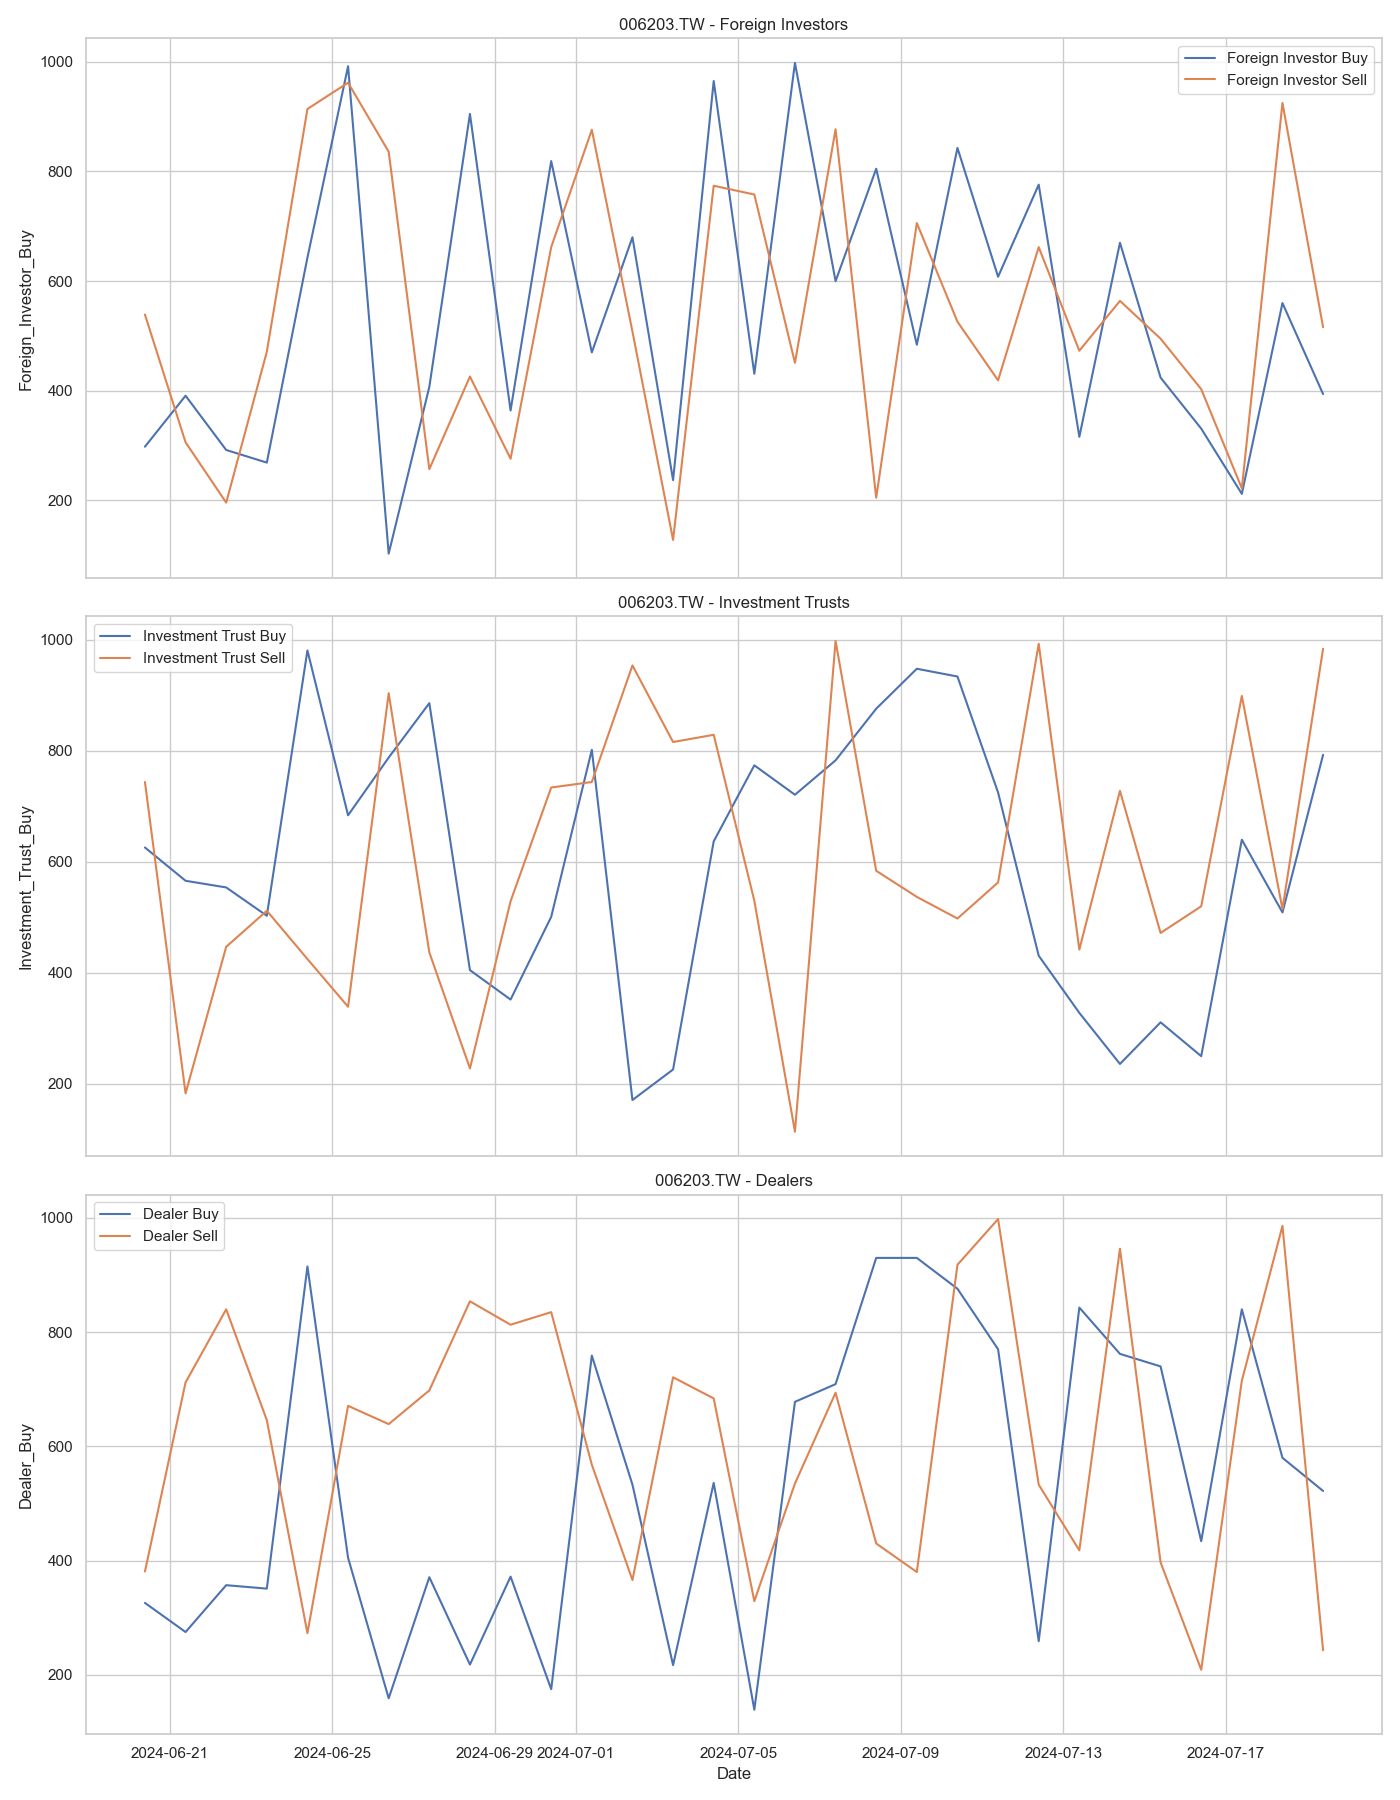 006203.TW - Foreign Investors
Foreign Investor Buy
Foreign Investor Sell
Foreign_Investor_Buy
1000
800
600
400
200
006203.TW - Investment Trusts
Investment Trust Buy
Investment Trust Sell
Investment_Trust_Buy
1000
800
600
400
200
006203.TW - Dealers
Dealer Buy
Dealer Sell
Dealer_Buy
1000
800
600
400
200
2024-06-21 2024-06-25 2024-06-29 2024-07-01 2024-07-05 2024-07-09 2024-07-13 2024-07-17
Date